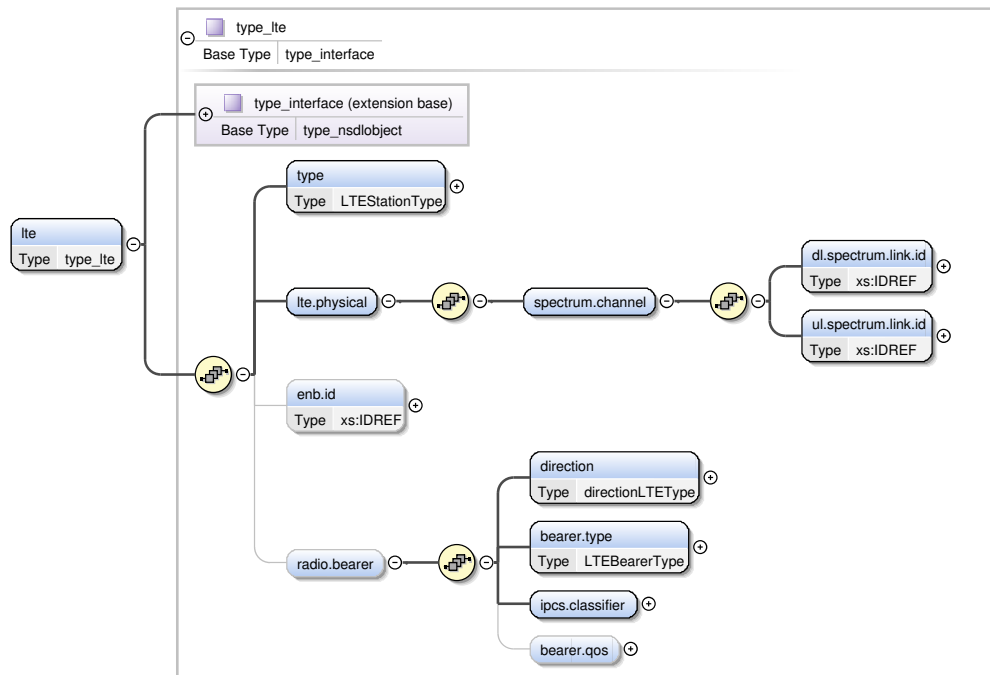 type_lte
Base Type type_interface
type_interface (extension base)
Base Type type_nsdlobject
type
Type LTEStationType
lte
Type type_lte
dl.spectrum.link.id
Type xs:IDREF
lte.physical
spectrum.channel
ul.spectrum.link.id
Type xs:IDREF
enb.id
Type xs:IDREF
direction
Type directionLTEType
bearer.type
Type LTEBearerType
radio.bearer
ipcs.classifier
bearer.qos